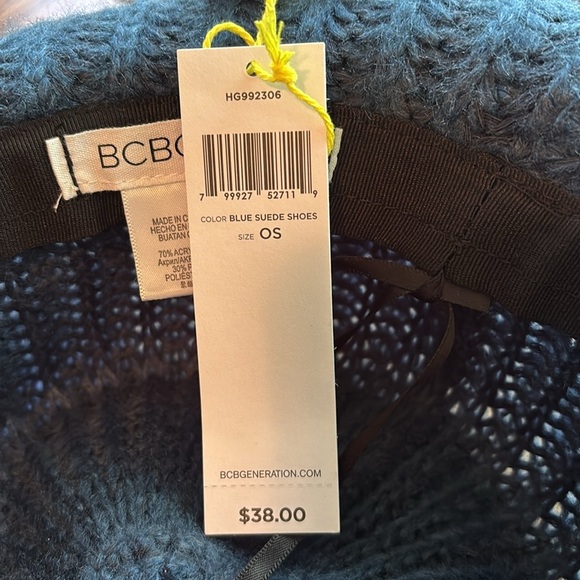 HG992306
BCBG
7 99927 52711 9
COLOR BLUE SUEDE SHOES
SIZE OS
MADE IN
HECHO EN
BUATAN
70%
30%
BCBGENERATION.COM
$38.00